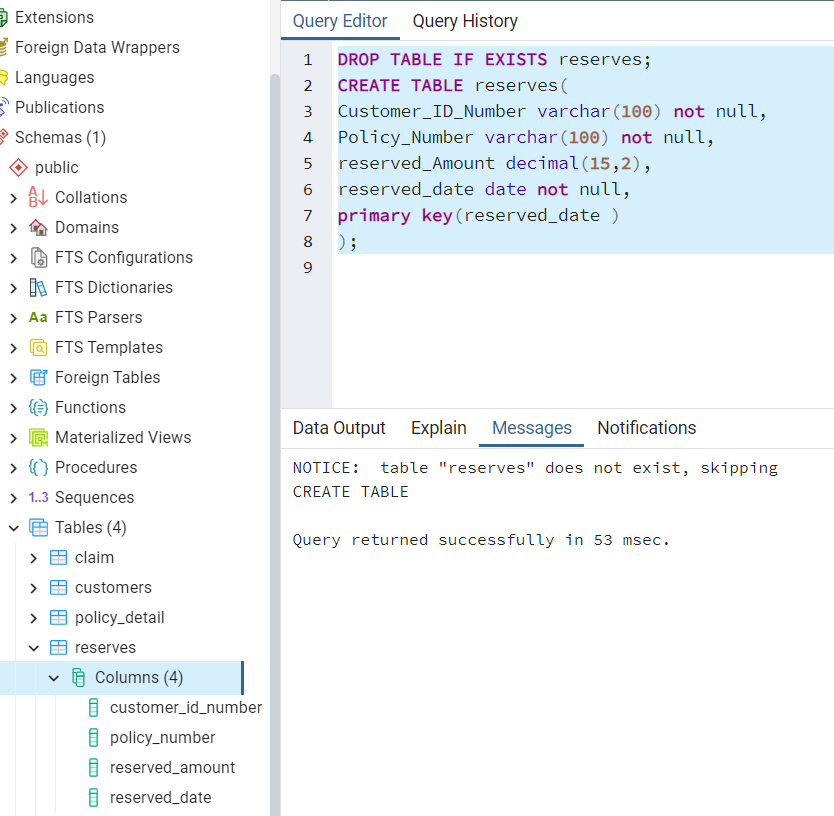 Extensions
Foreign Data Wrappers
Languages
Publications
Schemas (1)
public
Collations
Domains
FTS Configurations
FTS Dictionaries
Aa FTS Parsers
FTS Templates
Foreign Tables
Functions
Materialized Views
Procedures
1..3 Sequences
Tables (4)
claim
customers
policy_detail
reserves
Columns (4)
customer_id_number
policy_number
reserved_amount
reserved_date
Query Editor Query History
1 DROP TABLE IF EXISTS reserves;
2 CREATE TABLE reserves(
3 Customer_ID_Number varchar(100) not null,
4 Policy_Number varchar(100) not null,
5 reserved_Amount decimal(15,2),
6 reserved_date date not null,
7 primary key(reserved_date )
8 );
9
Data Output Explain Messages Notifications
NOTICE:  table "reserves" does not exist, skipping
CREATE TABLE
Query returned successfully in 53 msec.